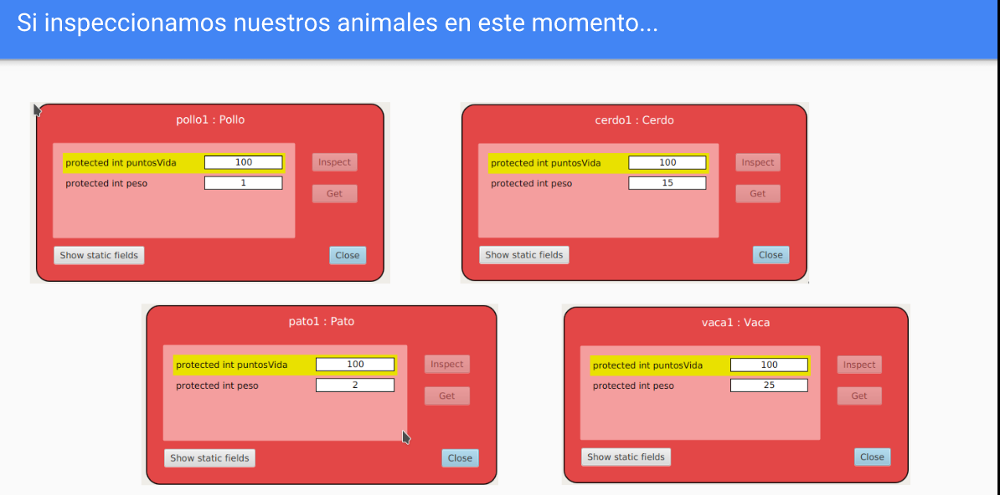 Si inspeccionamos nuestros animales en este momento...
pollo1 : Pollo
protected int puntosVida 100 Inspect
protected int peso 1
Get
Show static fields Close
cerdo1 : Cerdo
protected int puntosVida 100 Inspect
protected int peso 15
Get
Show static fields Close
pato1 : Pato
protected int puntosVida 100 Inspect
protected int peso 2
Get
Show static fields Close
vaca1 : Vaca
protected int puntosVida 100 Inspect
protected int peso 25
Get
Show static fields Close